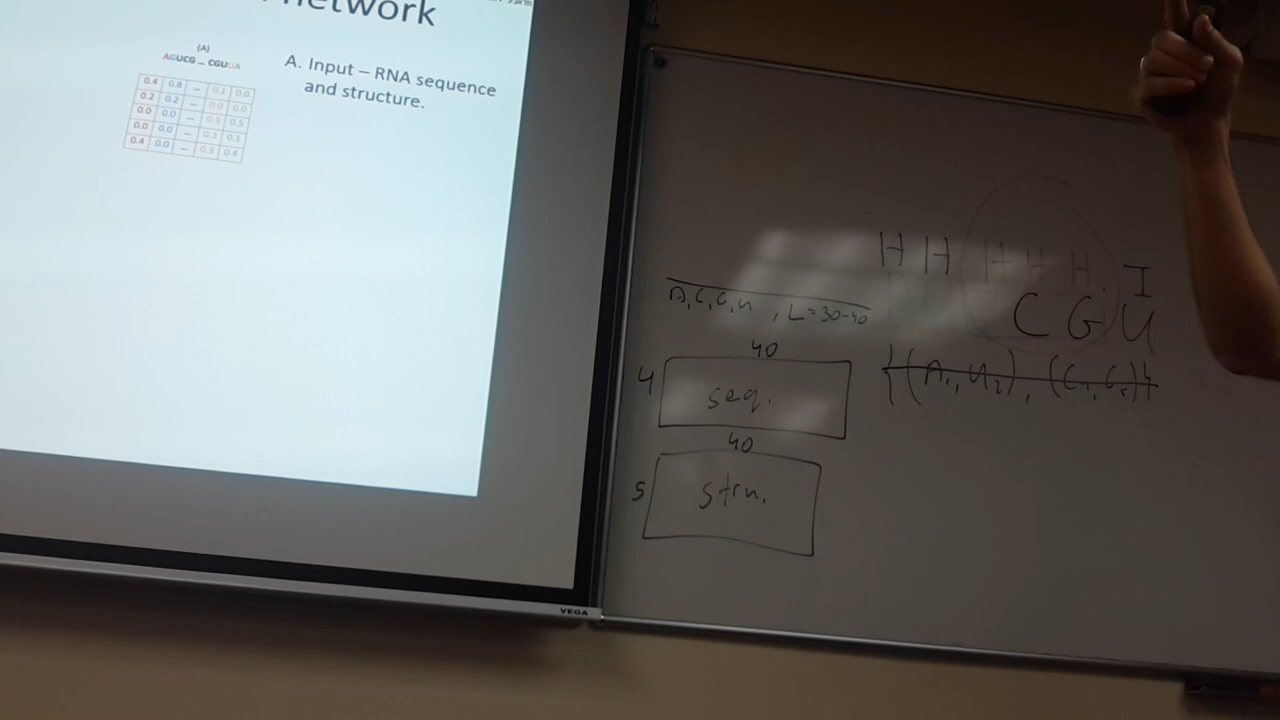 network
(A)
AGUCG _ CGUUA
0.4 0.8 — 0.1 0.0
0.2 0.2 — 0.0 0.0
0.0 0.0 — 0.3 0.5
0.0 0.0 — 0.3 0.1
0.4 0.0 — 0.3 0.4
A. Input – RNA sequence
and structure.
VEGA
A, C, G, U , L = 30-40
40
4
seq.
40
5
stru.
H H H H H. I
C G U